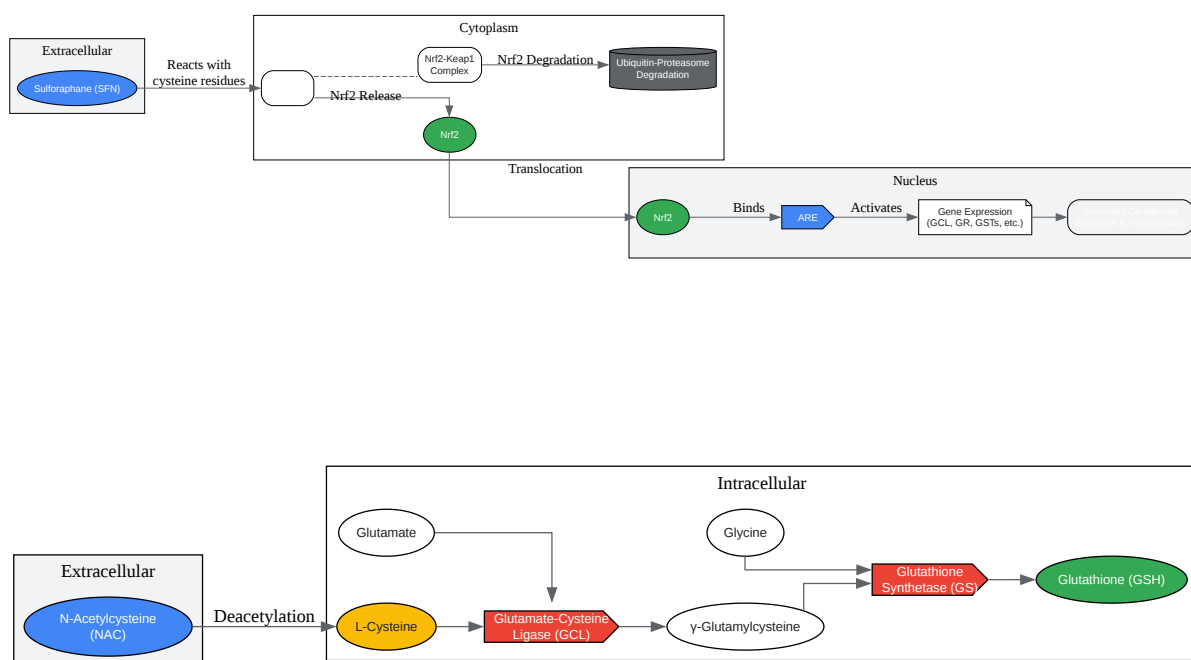 Cytoplasm
Extracellular
Sulforaphane (SFN)
Reacts with
cysteine residues
Nrf2-Keap1
Complex
Nrf2 Degradation
Ubiquitin-Proteasome
Degradation
Nrf2 Release
Nrf2
Translocation
Nucleus
Nrf2
Binds
ARE
Activates
Gene Expression
(GCL, GR, GSTs, etc.)
Intracellular
Glutamate
Glycine
Extracellular
N-Acetylcysteine
(NAC)
Deacetylation
L-Cysteine
Glutamate-Cysteine
Ligase (GCL)
γ-Glutamylcysteine
Glutathione
Synthetase (GS)
Glutathione (GSH)